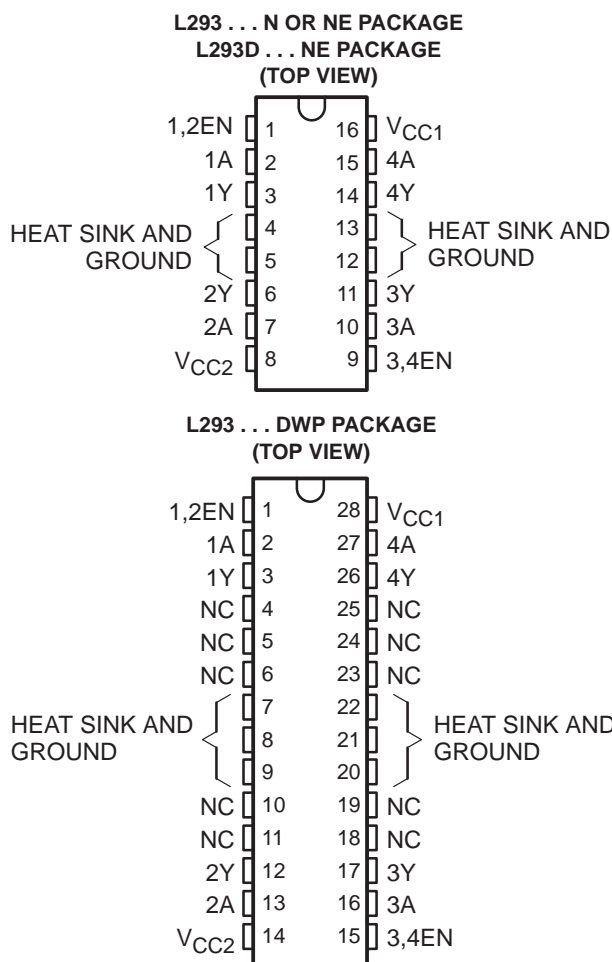 L293 . . . N OR NE PACKAGE
L293D . . . NE PACKAGE
(TOP VIEW)
1,2EN 1 16 VCC1
1A 2 15 4A
1Y 3 14 4Y
HEAT SINK AND GROUND 4 13 HEAT SINK AND GROUND
5 12
2Y 6 11 3Y
2A 7 10 3A
VCC2 8 9 3,4EN
L293 . . . DWP PACKAGE
(TOP VIEW)
1,2EN 1 28 VCC1
1A 2 27 4A
1Y 3 26 4Y
NC 4 25 NC
NC 5 24 NC
NC 6 23 NC
7 22
HEAT SINK AND GROUND 8 21 HEAT SINK AND GROUND
9 20
NC 10 19 NC
NC 11 18 NC
2Y 12 17 3Y
2A 13 16 3A
VCC2 14 15 3,4EN